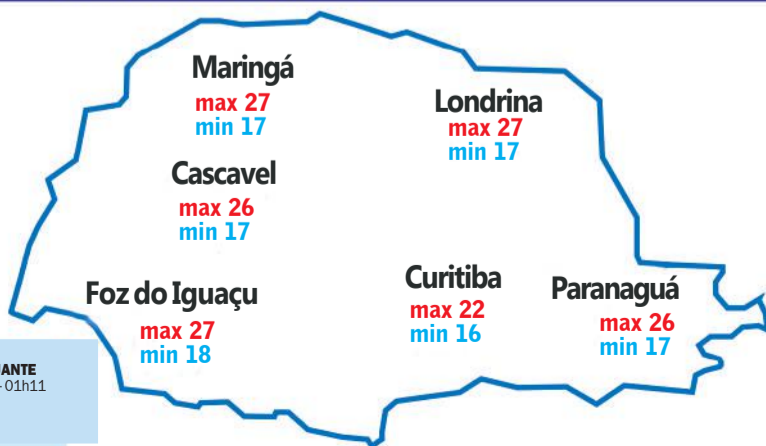 Maringá
max 27
min 17
Londrina
max 27
min 17
Cascavel
max 26
min 17
Foz do Iguaçu
max 27
min 18
Curitiba
max 22
min 16
Paranaguá
max 26
min 17
01h11